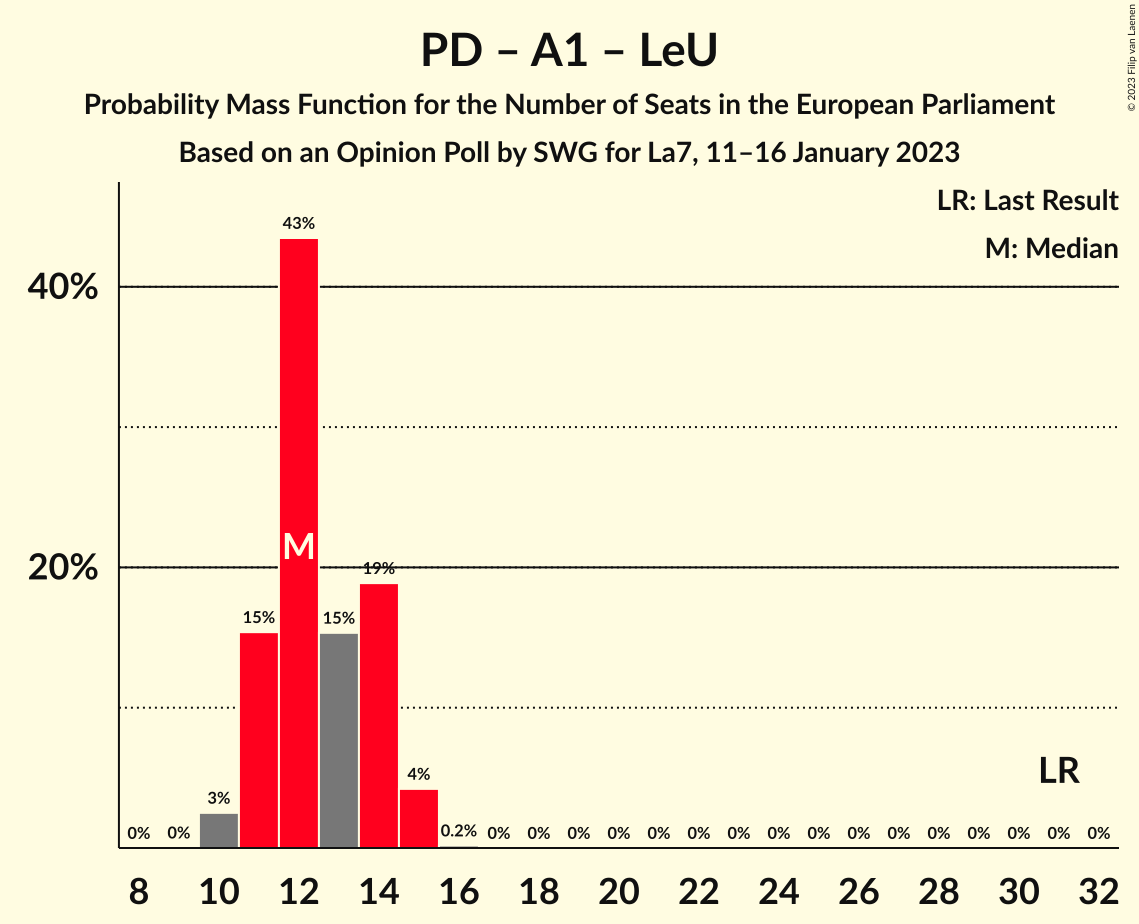 PD – A1 – LeU
Probability Mass Function for the Number of Seats in the European Parliament
Based on an Opinion Poll by SWG for La7, 11–16 January 2023
© 2023 Filip van Laenen
LR: Last Result
M: Median
43%
40%
M
20%
19%
15%
15%
LR
4%
3%
0% 0% 0.2% 0% 0% 0% 0% 0% 0% 0% 0% 0% 0% 0% 0% 0% 0% 0%
8 10 12 14 16 18 20 22 24 26 28 30 32